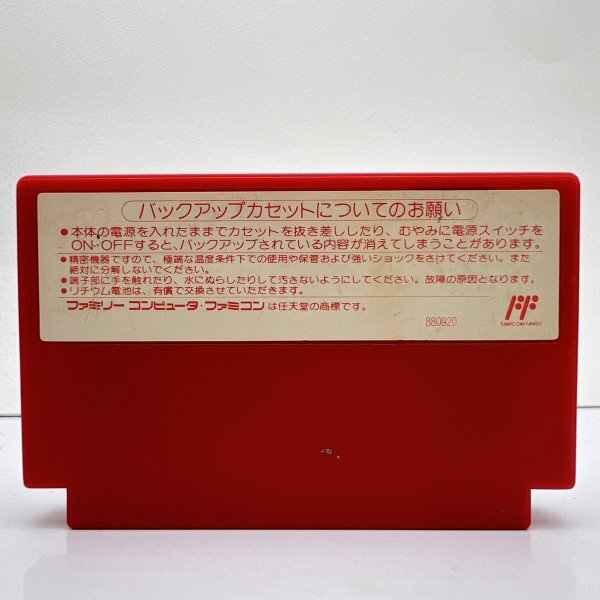 バックアップカセットについてのお願い
●本体の電源を入れたままでカセットを抜き差ししたり、むやみに電源スイッチを
ON・OFFすると、バックアップされている内容が消えてしまうことがあります。
●精密機器ですので、極端な温度条件下での使用や保管および強いショックをさけてください。また
絶対に分解しないでください。
●端子部に手を触れたり、水にぬらしたりして汚さないようにしてください。故障の原因となります。
●リチウム電池は、有償で交換させていただきます。
ファミリー コンピュータ・ファミコン は任天堂の商標です。
880920
FAMICOM FAMILY